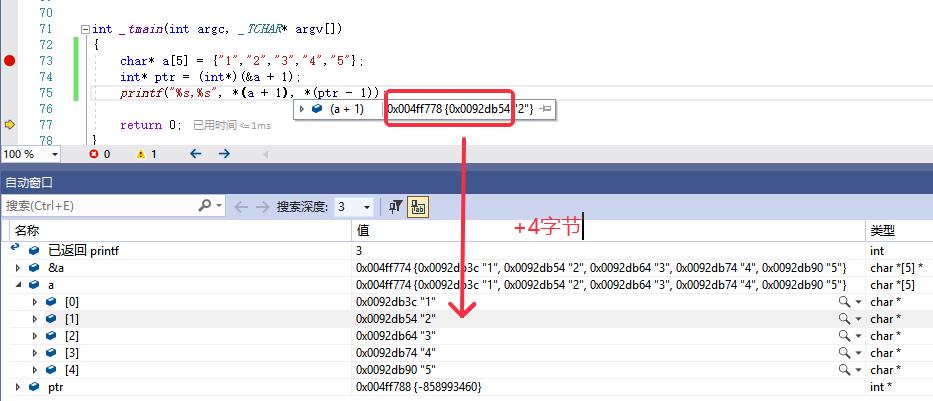 70
71 int _tmain(int argc, _TCHAR* argv[])
72 {
73 char* a[5] = {"1","2","3","4","5"};
74 int* ptr = (int*)(&a + 1);
75 printf("%s,%s", *(a + 1), *(ptr - 1));
76 (a + 1) 0x004ff778 {0x0092db54 "2"}
77 return 0; 已用时间<=1ms
78 }
100 % 0 1
自动窗口
搜索(Ctrl+E) 搜索深度: 3
+4字节
名称 值 类型
已返回 printf 3 int
&a 0x004ff774 {0x0092db3c "1", 0x0092db54 "2", 0x0092db64 "3", 0x0092db74 "4", 0x0092db90 "5"} char *[5] *
a 0x004ff774 {0x0092db3c "1", 0x0092db54 "2", 0x0092db64 "3", 0x0092db74 "4", 0x0092db90 "5"} char *[5]
[0] 0x0092db3c "1" char *
[1] 0x0092db54 "2" char *
[2] 0x0092db64 "3" char *
[3] 0x0092db74 "4" char *
[4] 0x0092db90 "5" char *
ptr 0x004ff788 {-858993460} int *